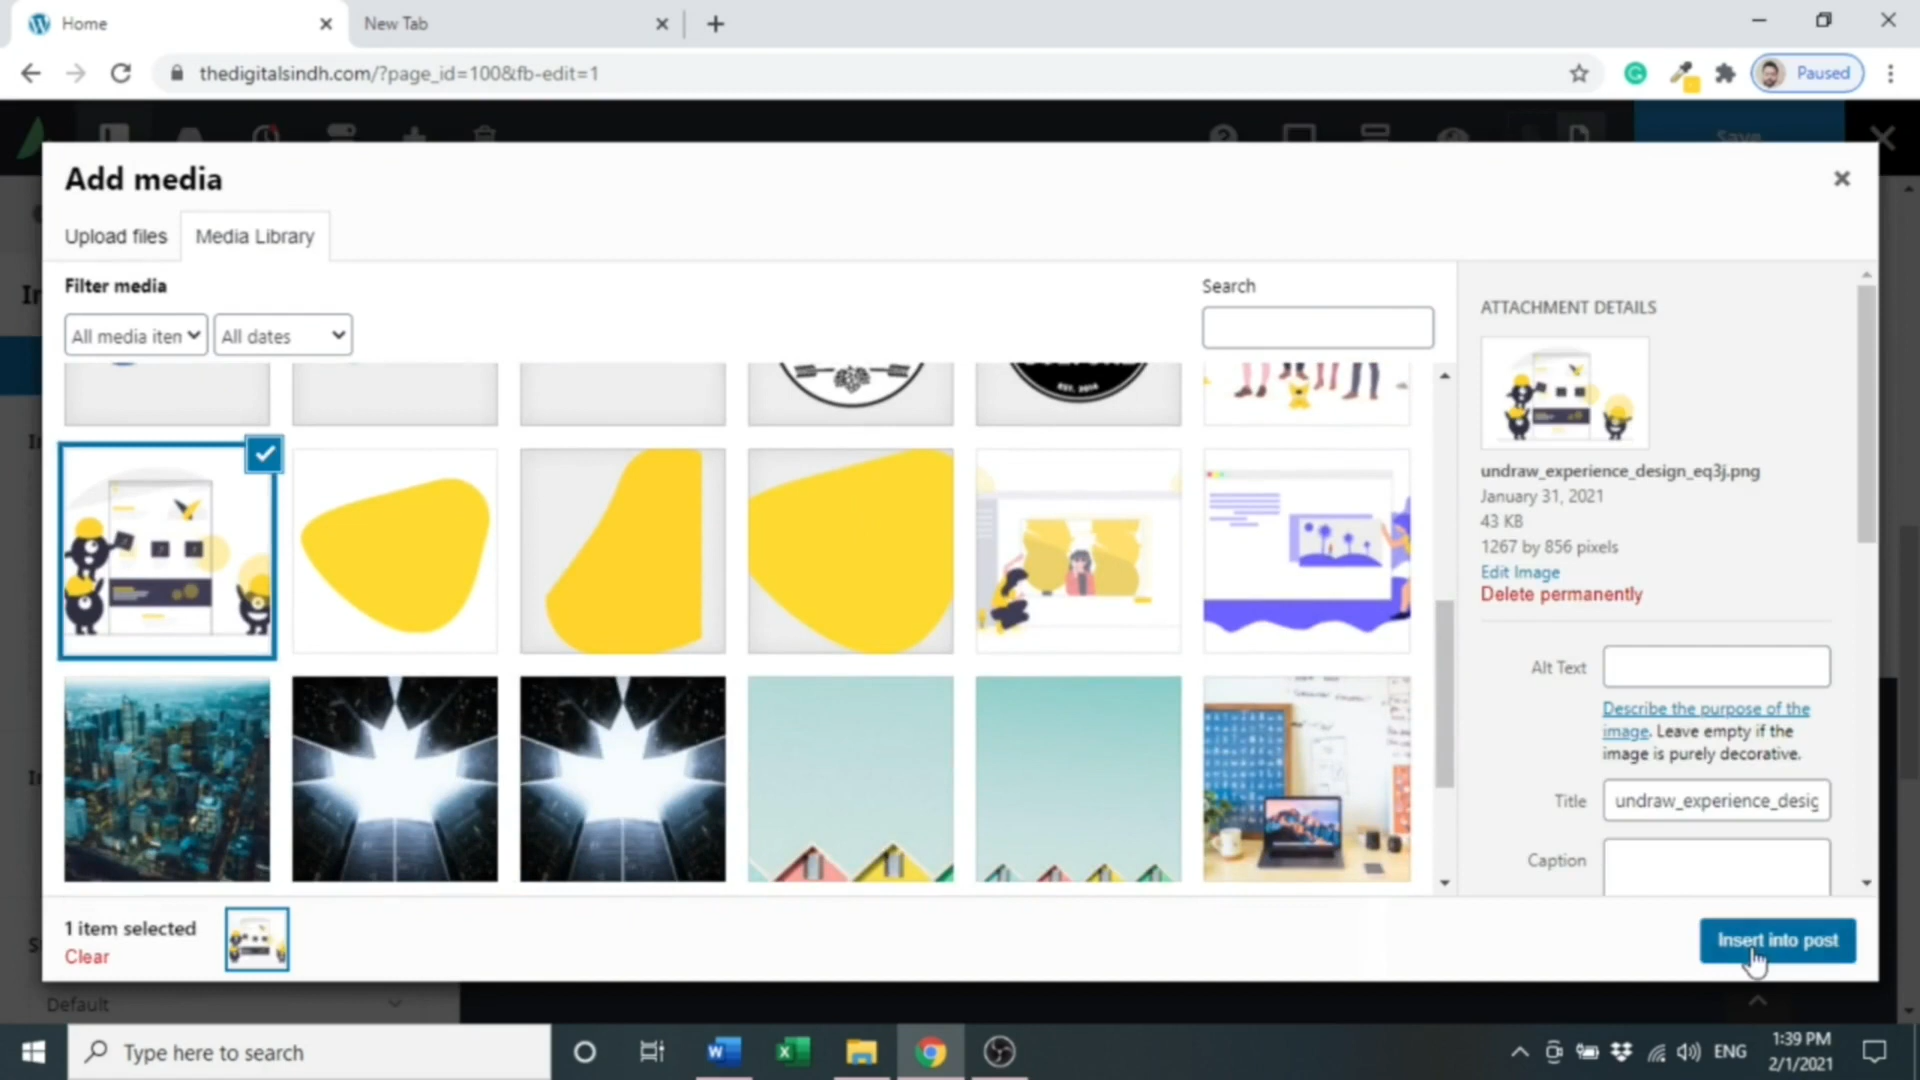 Home
New Tab
thedigitalsindh.com/?page_id=100&fb-edit=1
Paused
Save
Add media
Upload files
Media Library
Filter media
Search
All media iten
All dates
EST. 2014
ATTACHMENT DETAILS
undraw_experience_design_eq3j.png
January 31, 2021
43 KB
1267 by 856 pixels
Edit Image
Delete permanently
Alt Text
Describe the purpose of the
image. Leave empty if the
image is purely decorative.
Title
undraw_experience_desig
Caption
1 item selected
Clear
Insert into post
Default
Type here to search
ENG
1:39 PM
2/1/2021